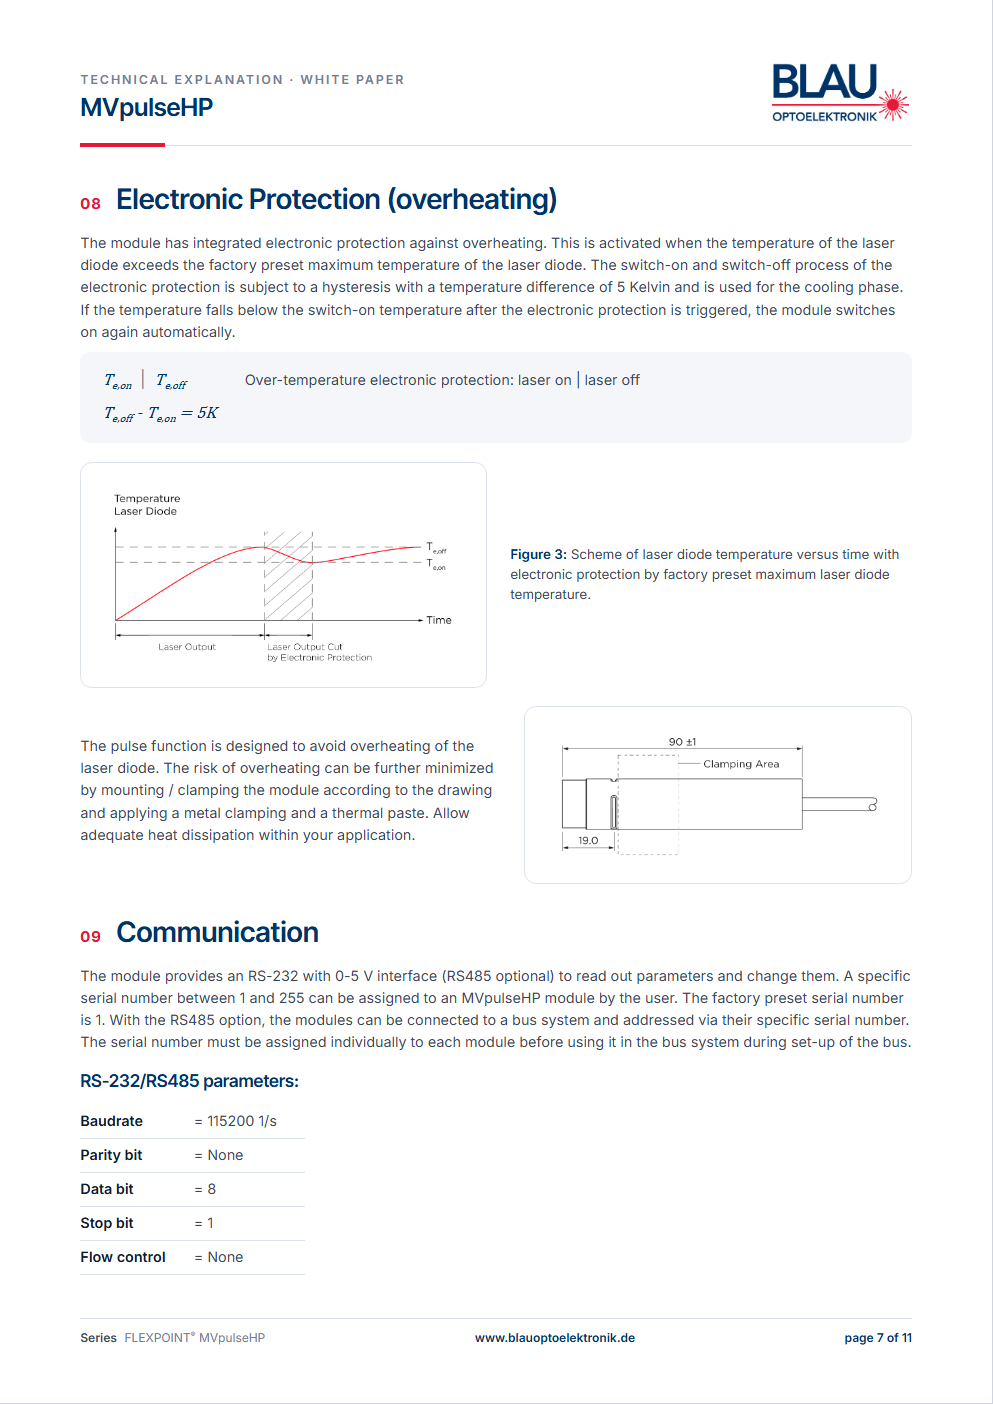 TECHNICAL EXPLANATION · WHITE PAPER
MVpulseHP
BLAU
OPTOELEKTRONIK
08 Electronic Protection (overheating)
The module has integrated electronic protection against overheating. This is activated when the temperature of the laser
diode exceeds the factory preset maximum temperature of the laser diode. The switch-on and switch-off process of the
electronic protection is subject to a hysteresis with a temperature difference of 5 Kelvin and is used for the cooling phase.
If the temperature falls below the switch-on temperature after the electronic protection is triggered, the module switches
on again automatically.
Te,on | Te,off Over-temperature electronic protection: laser on | laser off
Te,off - Te,on = 5K
Temperature
Laser Diode
Te,off
Te,on
Time
Laser Output
Laser Output Cut
by Electronic Protection
Figure 3: Scheme of laser diode temperature versus time with
electronic protection by factory preset maximum laser diode
temperature.
The pulse function is designed to avoid overheating of the
laser diode. The risk of overheating can be further minimized
by mounting / clamping the module according to the drawing
and applying a metal clamping and a thermal paste. Allow
adequate heat dissipation within your application.
90 ±1
Clamping Area
19.0
09 Communication
The module provides an RS-232 with 0-5 V interface (RS485 optional) to read out parameters and change them. A specific
serial number between 1 and 255 can be assigned to an MVpulseHP module by the user. The factory preset serial number
is 1. With the RS485 option, the modules can be connected to a bus system and addressed via their specific serial number.
The serial number must be assigned individually to each module before using it in the bus system during set-up of the bus.
RS-232/RS485 parameters:
Baudrate = 115200 1/s
Parity bit = None
Data bit = 8
Stop bit = 1
Flow control = None
Series FLEXPOINT® MVpulseHP
www.blauoptoelektronik.de
page 7 of 11